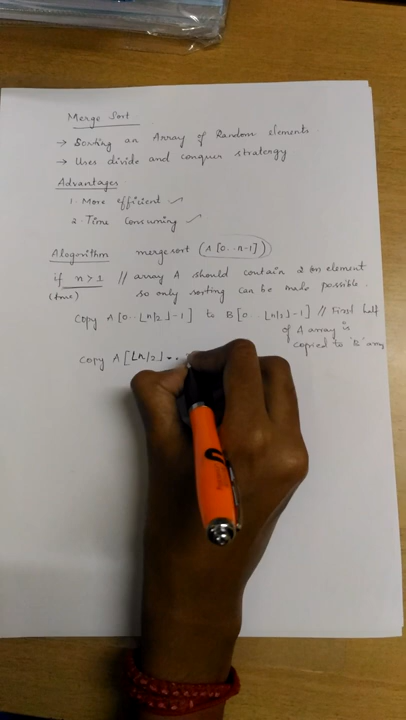 Merge Sort
→ Sorting an Array of Random elements
→ Uses divide and conquer stratergy
Advantages
1. More efficient ✓
2. Time Consuming ✓
Alogorithm mergesort (A[0..n-1])
if n>1 // array A should contain 2 (or) element
(true) so only sorting can be made possible.
Copy A[0..⌊n/2⌋-1] to B[0..⌊n/2⌋-1] // First half
of A array is
copied to 'B' array
Copy A[⌊n/2⌋..